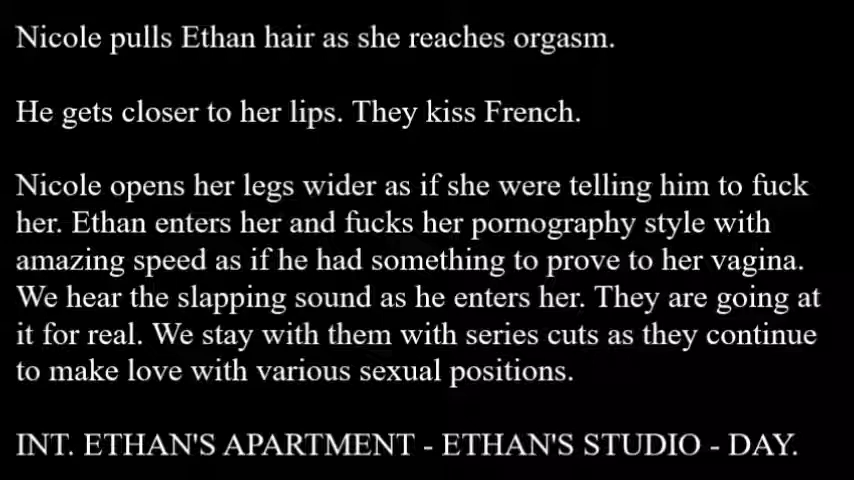 Nicole pulls Ethan hair as she reaches orgasm.
He gets closer to her lips. They kiss French.
Nicole opens her legs wider as if she were telling him to fuck
her. Ethan enters her and fucks her pornography style with
amazing speed as if he had something to prove to her vagina.
We hear the slapping sound as he enters her. They are going at
it for real. We stay with them with series cuts as they continue
to make love with various sexual positions.
INT. ETHAN'S APARTMENT - ETHAN'S STUDIO - DAY.